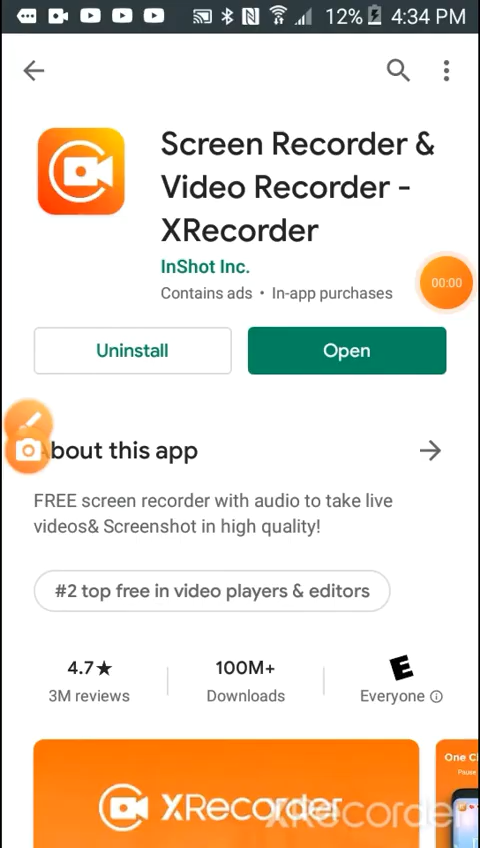 12% 4:34 PM
Screen Recorder &
Video Recorder -
XRecorder
InShot Inc.
Contains ads • In-app purchases
00:00
Uninstall
Open
About this app
FREE screen recorder with audio to take live
videos& Screenshot in high quality!
#2 top free in video players & editors
4.7★
3M reviews
100M+
Downloads
E
Everyone
One Cl
Pause
XRecorder
XRecorder